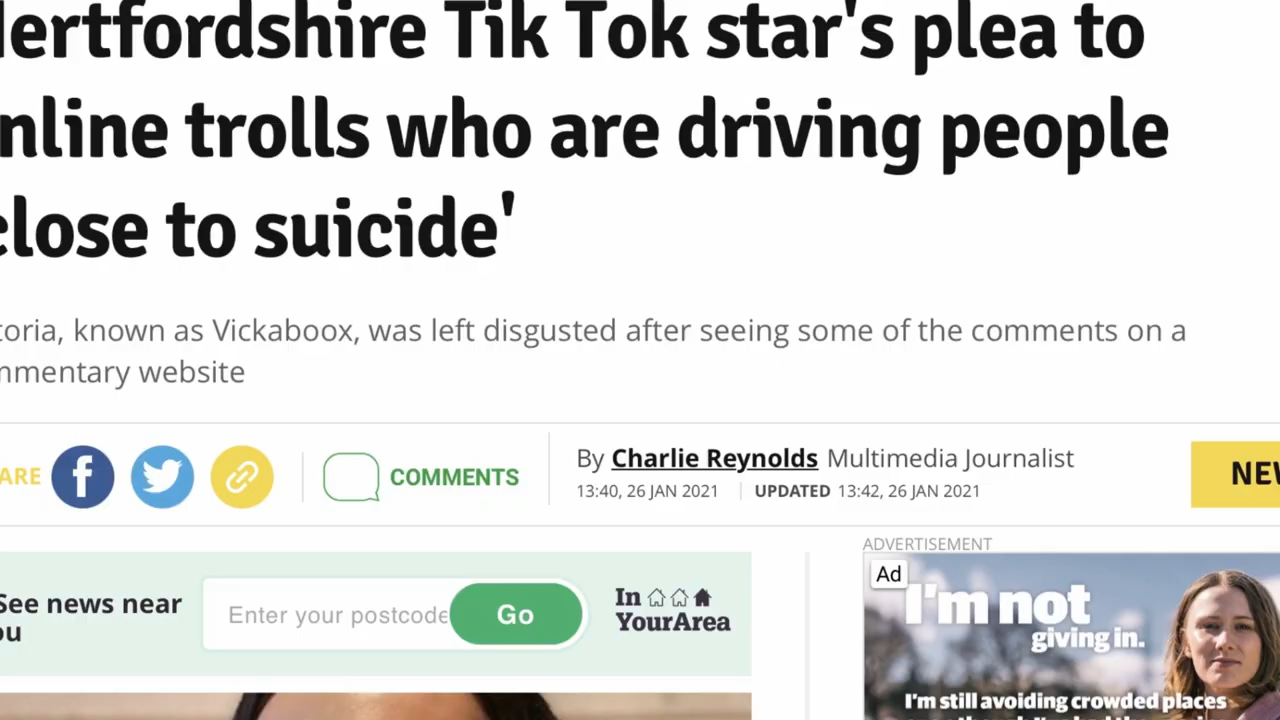 Hertfordshire Tik Tok star's plea to
nline trolls who are driving people
close to suicide'
toria, known as Vickaboox, was left disgusted after seeing some of the comments on a
mmentary website
ARE
COMMENTS
By Charlie Reynolds Multimedia Journalist
13:40, 26 JAN 2021 UPDATED 13:42, 26 JAN 2021
NEW
ADVERTISEMENT
See news near
ou
Enter your postcode
Go
In
YourArea
Ad
I'm not
giving in.
I'm still avoiding crowded places